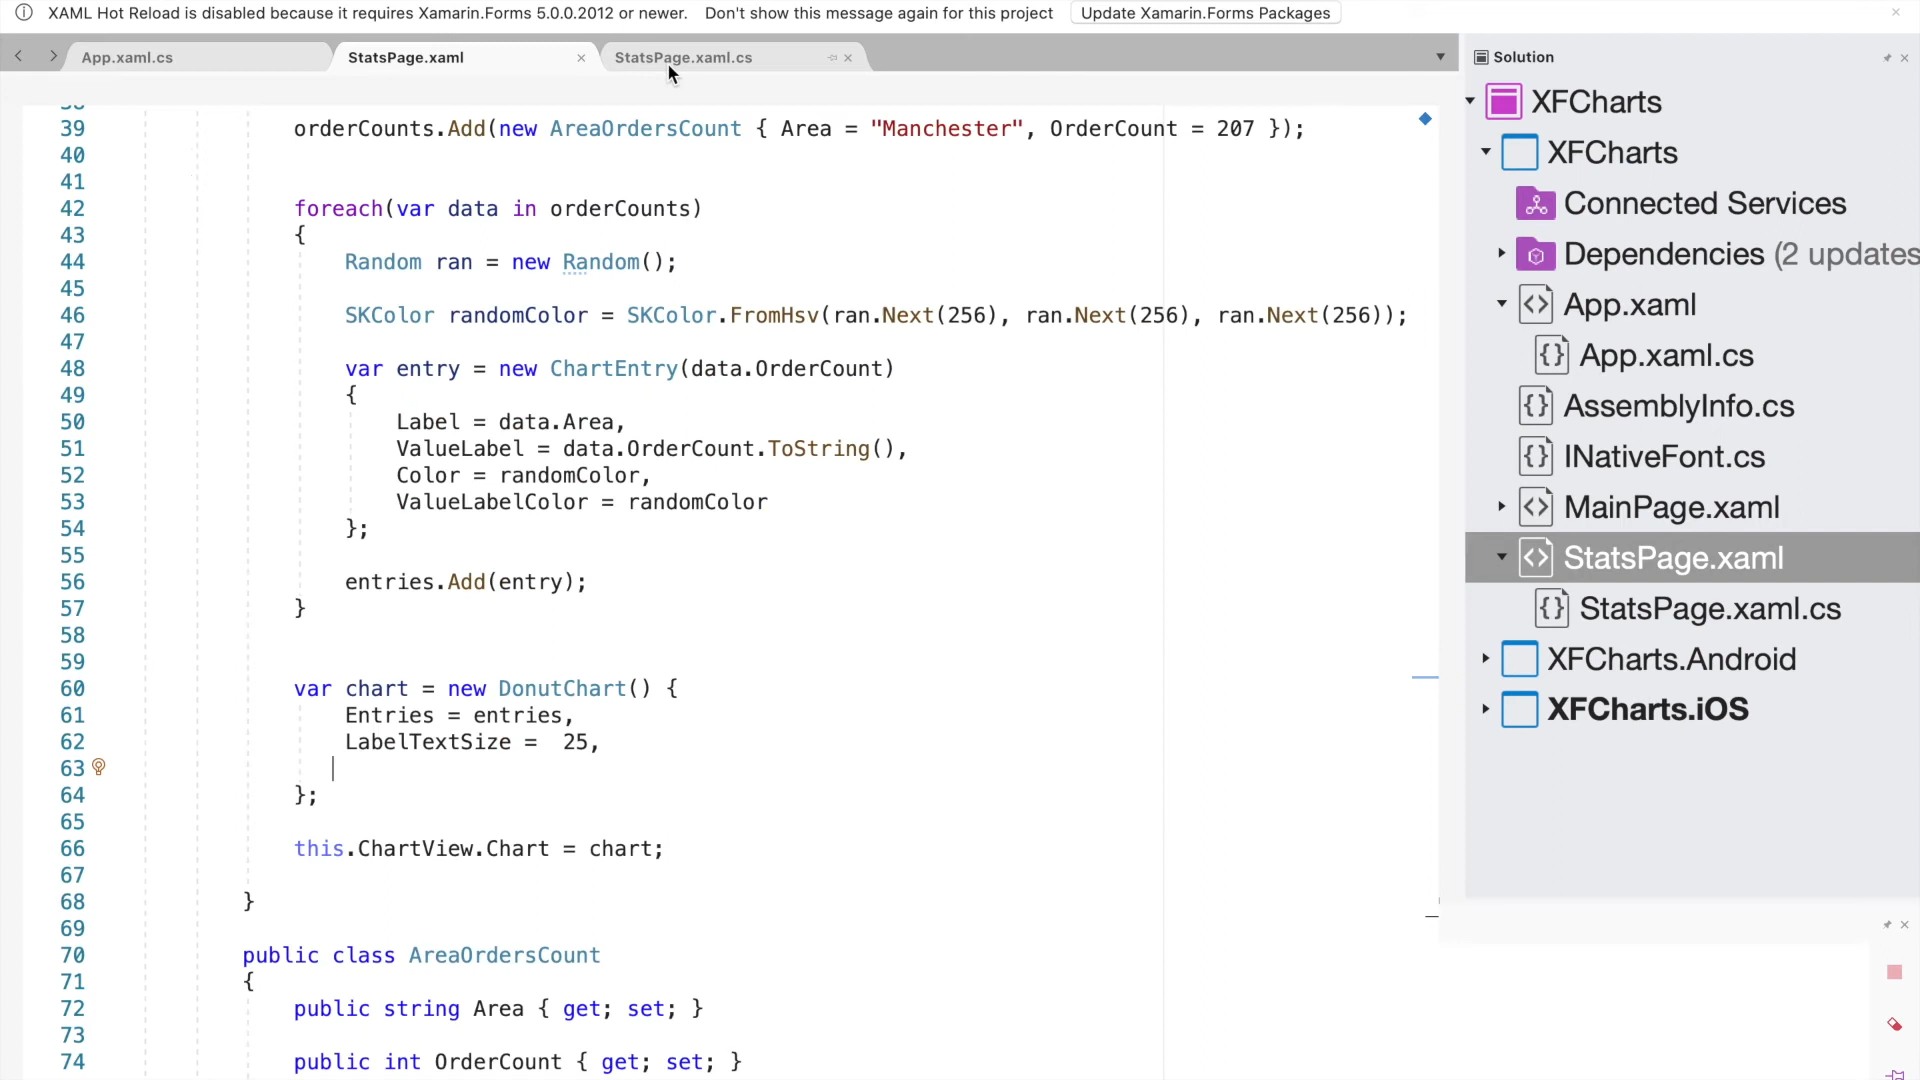 XAML Hot Reload is disabled because it requires Xamarin.Forms 5.0.0.2012 or newer. Don't show this message again for this project Update Xamarin.Forms Packages
App.xaml.cs StatsPage.xaml StatsPage.xaml.cs
39 orderCounts.Add(new AreaOrdersCount { Area = "Manchester", OrderCount = 207 });
40
41
42 foreach(var data in orderCounts)
43 {
44 Random ran = new Random();
45
46 SKColor randomColor = SKColor.FromHsv(ran.Next(256), ran.Next(256), ran.Next(256));
47
48 var entry = new ChartEntry(data.OrderCount)
49 {
50 Label = data.Area,
51 ValueLabel = data.OrderCount.ToString(),
52 Color = randomColor,
53 ValueLabelColor = randomColor
54 };
55
56 entries.Add(entry);
57 }
58
59
60 var chart = new DonutChart() {
61 Entries = entries,
62 LabelTextSize =  25,
63
64 };
65
66 this.ChartView.Chart = chart;
67
68 }
69
70 public class AreaOrdersCount
71 {
72 public string Area { get; set; }
73
74 public int OrderCount { get; set; }
Solution
XFCharts
XFCharts
Connected Services
Dependencies (2 updates
App.xaml
App.xaml.cs
AssemblyInfo.cs
INativeFont.cs
MainPage.xaml
StatsPage.xaml
StatsPage.xaml.cs
XFCharts.Android
XFCharts.iOS